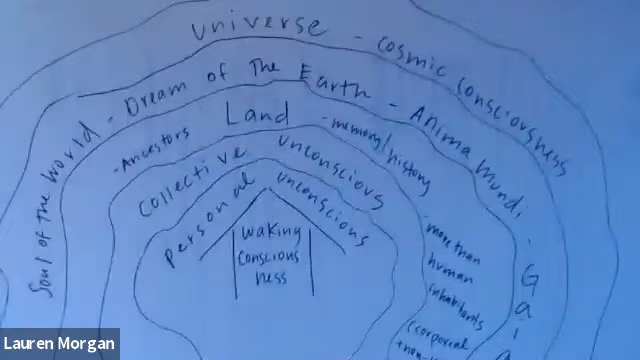 universe - cosmic consciousness
Soul of the world - Dream of The Earth - Anima Mundi - Gai
Land
- Ancestors
- memory/history
- more than
human
inhabitants
(corporeal
collective unconscious
personal unconscious
waking
conscious
ness
Lauren Morgan